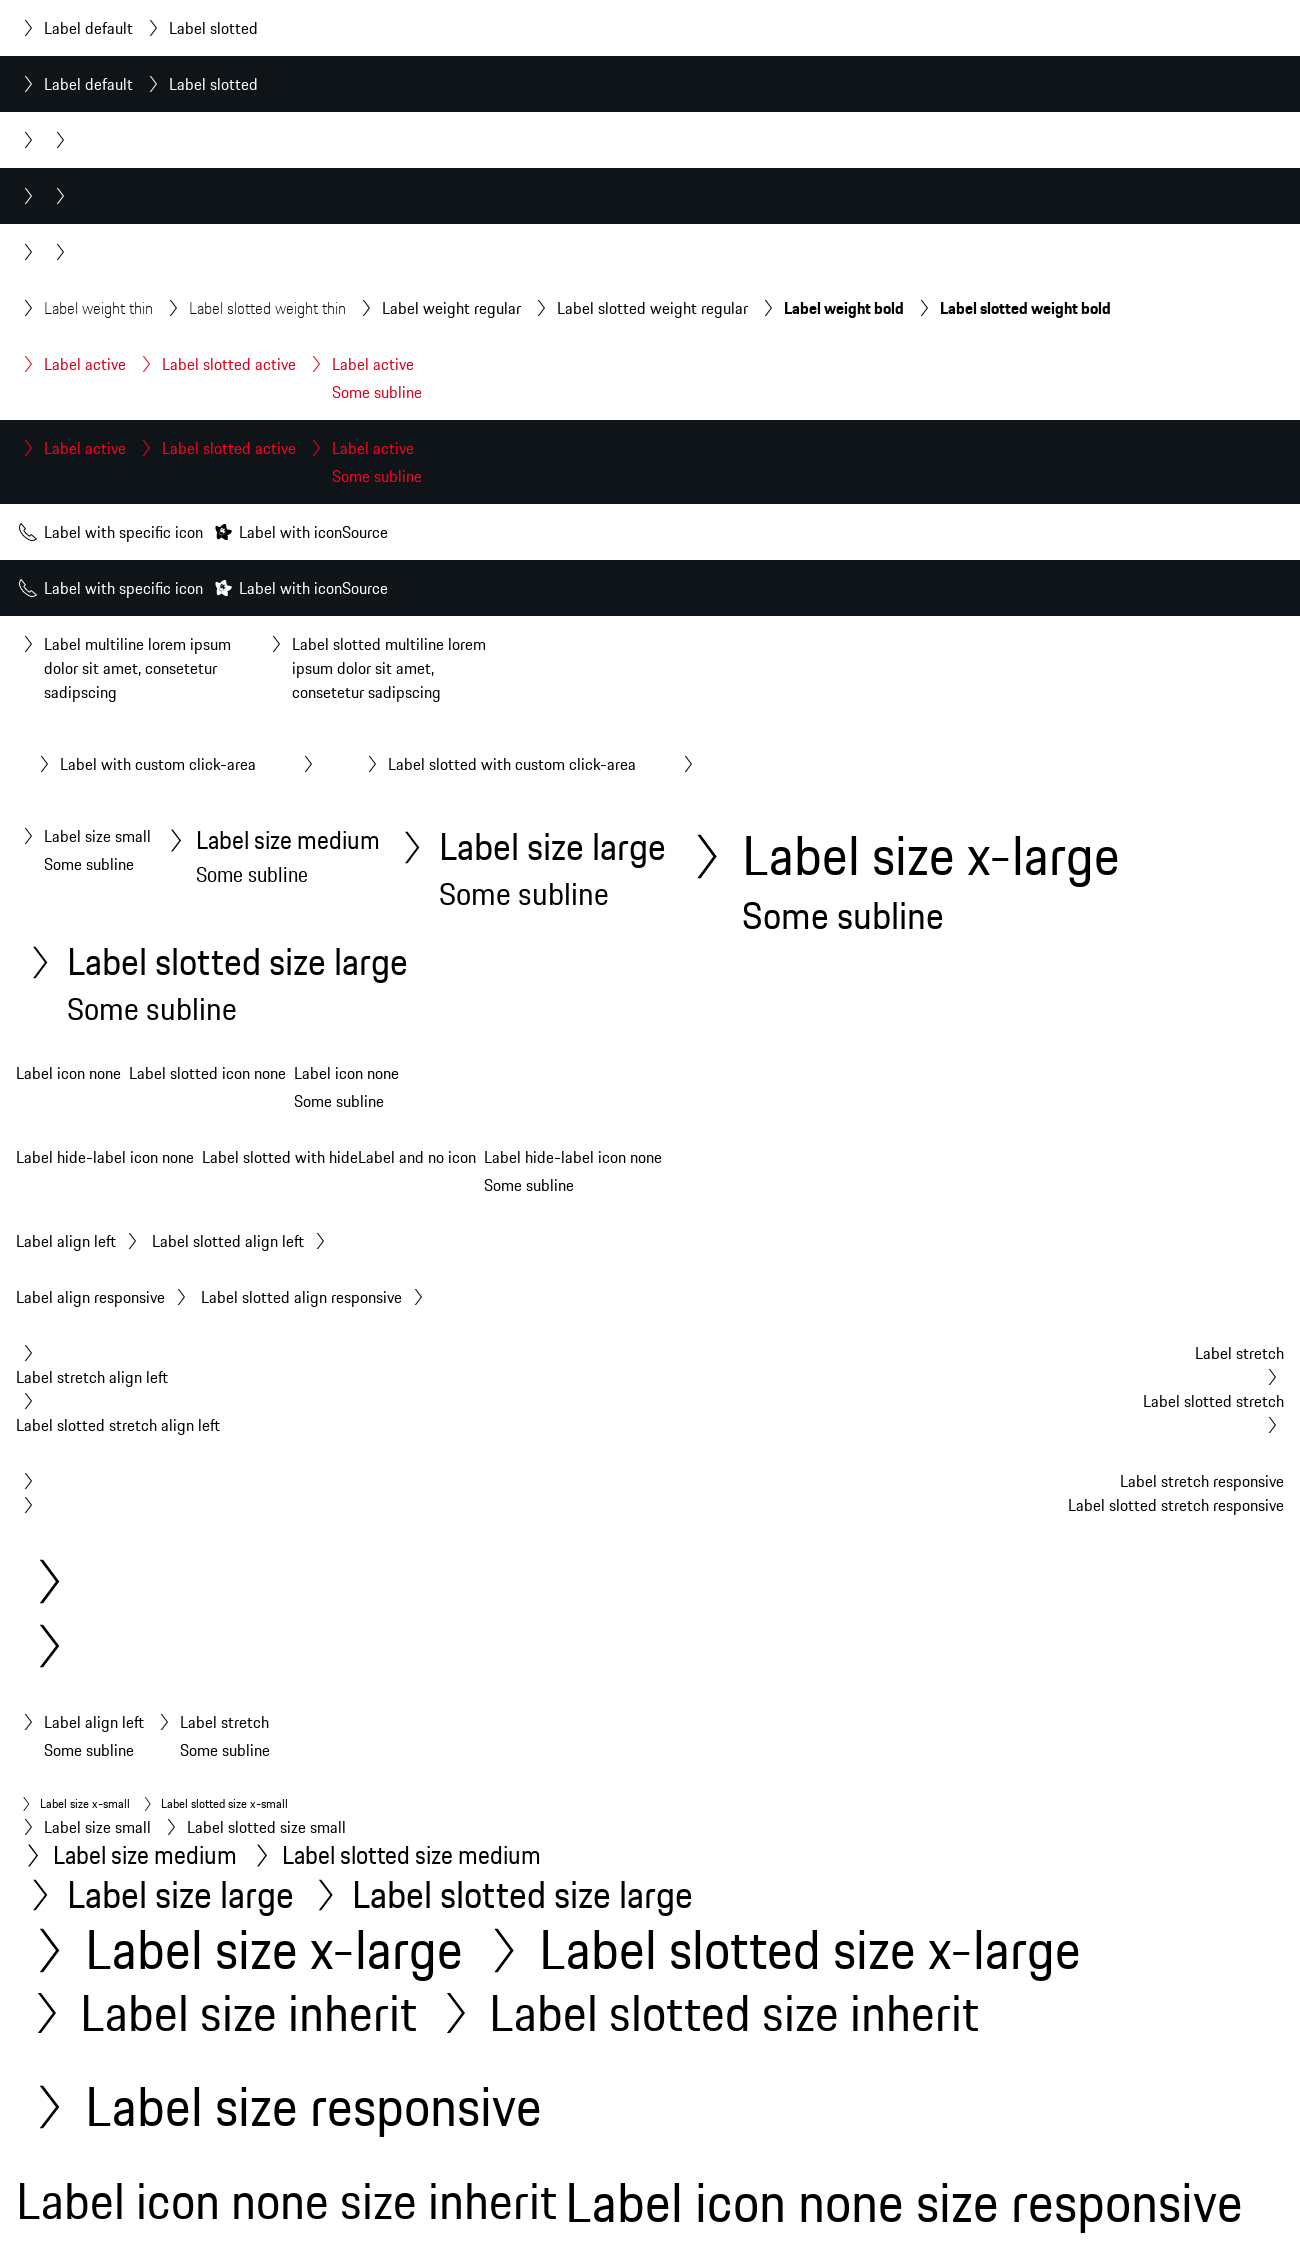 Label default Label slotted
Label default Label slotted
Label weight thin Label slotted weight thin Label weight regular Label slotted weight regular Label weight bold Label slotted weight bold
Label active Label slotted active Label active
Some subline
Label active Label slotted active Label active
Some subline
Label with specific icon Label with iconSource
Label with specific icon Label with iconSource
Label multiline lorem ipsum
dolor sit amet, consetetur
sadipscing
Label slotted multiline lorem
ipsum dolor sit amet,
consetetur sadipscing
Label with custom click-area Label slotted with custom click-area
Label size small
Some subline
Label size medium
Some subline
Label size large
Some subline
Label size x-large
Some subline
Label slotted size large
Some subline
Label icon none Label slotted icon none Label icon none
Some subline
Label hide-label icon none Label slotted with hideLabel and no icon Label hide-label icon none
Some subline
Label align left Label slotted align left
Label align responsive Label slotted align responsive
Label stretch
Label stretch align left
Label slotted stretch
Label slotted stretch align left
Label stretch responsive
Label slotted stretch responsive
Label align left Label stretch
Some subline Some subline
Label size x-small Label slotted size x-small
Label size small Label slotted size small
Label size medium Label slotted size medium
Label size large Label slotted size large
Label size x-large Label slotted size x-large
Label size inherit Label slotted size inherit
Label size responsive
Label icon none size inherit Label icon none size responsive